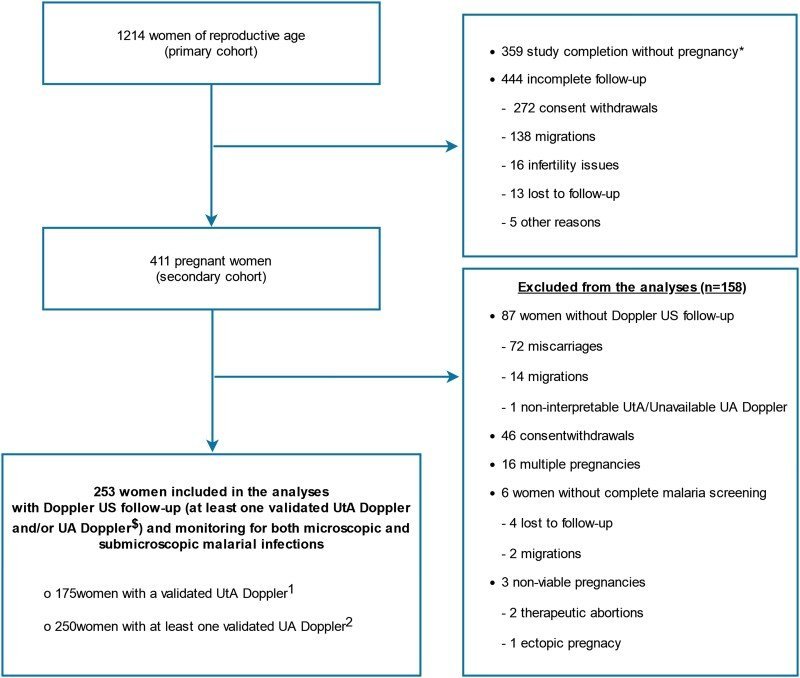 1214 women of reproductive age
(primary cohort)
• 359 study completion without pregnancy*
• 444 incomplete follow-up
- 272 consent withdrawals
- 138 migrations
- 16 infertility issues
- 13 lost to follow-up
- 5 other reasons
411 pregnant women
(secondary cohort)
Excluded from the analyses (n=158)
• 87 women without Doppler US follow-up
- 72 miscarriages
- 14 migrations
- 1 non-interpretable UtA/Unavailable UA Doppler
• 46 consentwithdrawals
• 16 multiple pregnancies
• 6 women without complete malaria screening
- 4 lost to follow-up
- 2 migrations
• 3 non-viable pregnancies
- 2 therapeutic abortions
- 1 ectopic pregnacy
253 women included in the analyses
with Doppler US follow-up (at least one validated UtA Doppler
and/or UA Doppler$) and monitoring for both microscopic and
submicroscopic malarial infections
o 175women with a validated UtA Doppler1
o 250women with at least one validated UA Doppler2